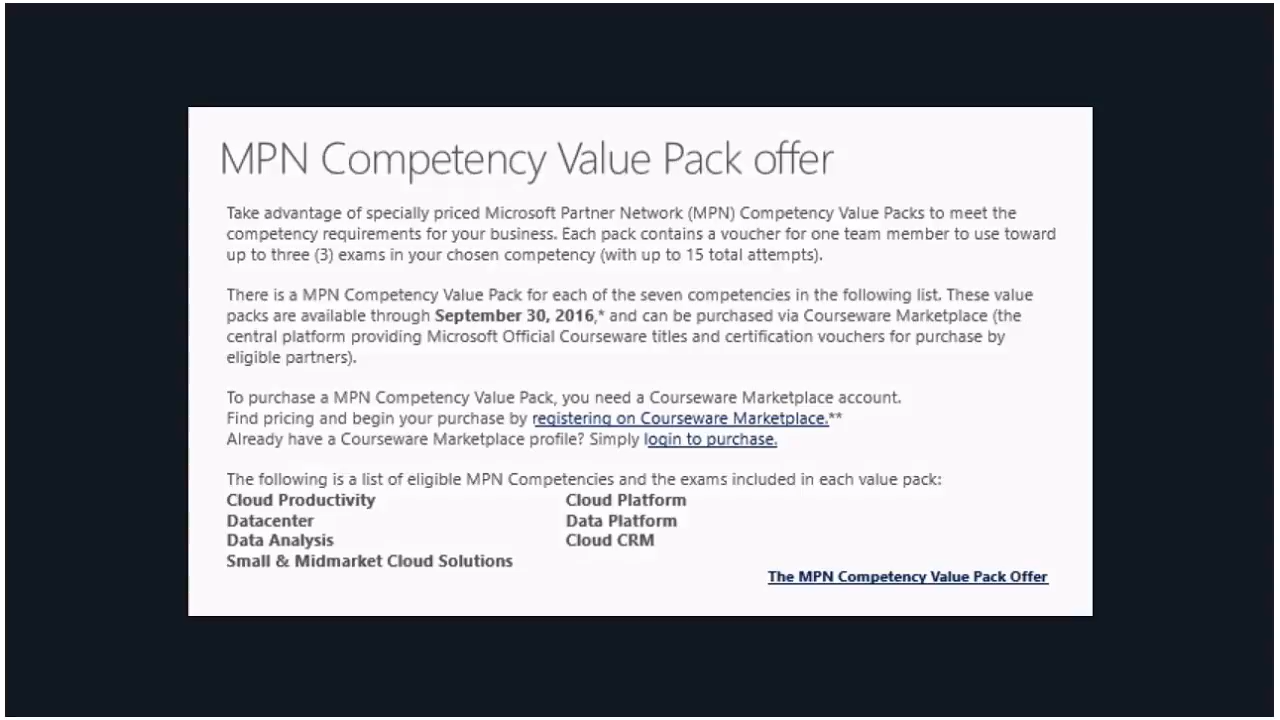 MPN Competency Value Pack offer
Take advantage of specially priced Microsoft Partner Network (MPN) Competency Value Packs to meet the
competency requirements for your business. Each pack contains a voucher for one team member to use toward
up to three (3) exams in your chosen competency (with up to 15 total attempts).
There is a MPN Competency Value Pack for each of the seven competencies in the following list. These value
packs are available through September 30, 2016,* and can be purchased via Courseware Marketplace (the
central platform providing Microsoft Official Courseware titles and certification vouchers for purchase by
eligible partners).
To purchase a MPN Competency Value Pack, you need a Courseware Marketplace account.
Find pricing and begin your purchase by registering on Courseware Marketplace.**
Already have a Courseware Marketplace profile? Simply login to purchase.
The following is a list of eligible MPN Competencies and the exams included in each value pack:
Cloud Productivity
Datacenter
Data Analysis
Small & Midmarket Cloud Solutions
Cloud Platform
Data Platform
Cloud CRM
The MPN Competency Value Pack Offer